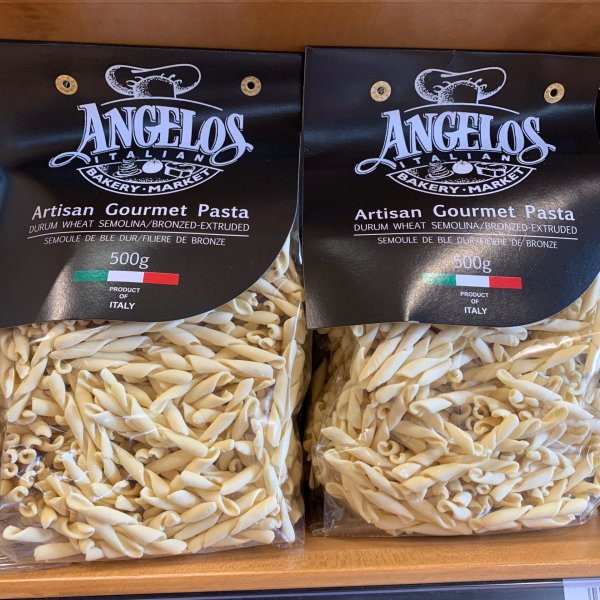 ANGELOS
ITALIAN
BAKERY · MARKET
Artisan Gourmet Pasta
DURUM WHEAT SEMOLINA/BRONZED-EXTRUDED
SEMOULE DE BLE DUR/FILIERE DE BRONZE
500g
PRODUCT
OF
ITALY
ANGELOS
ITALIAN
BAKERY · MARKET
Artisan Gourmet Pasta
DURUM WHEAT SEMOLINA/BRONZED-EXTRUDED
SEMOULE DE BLE DUR/FILIERE DE BRONZE
500g
PRODUCT OF
ITALY